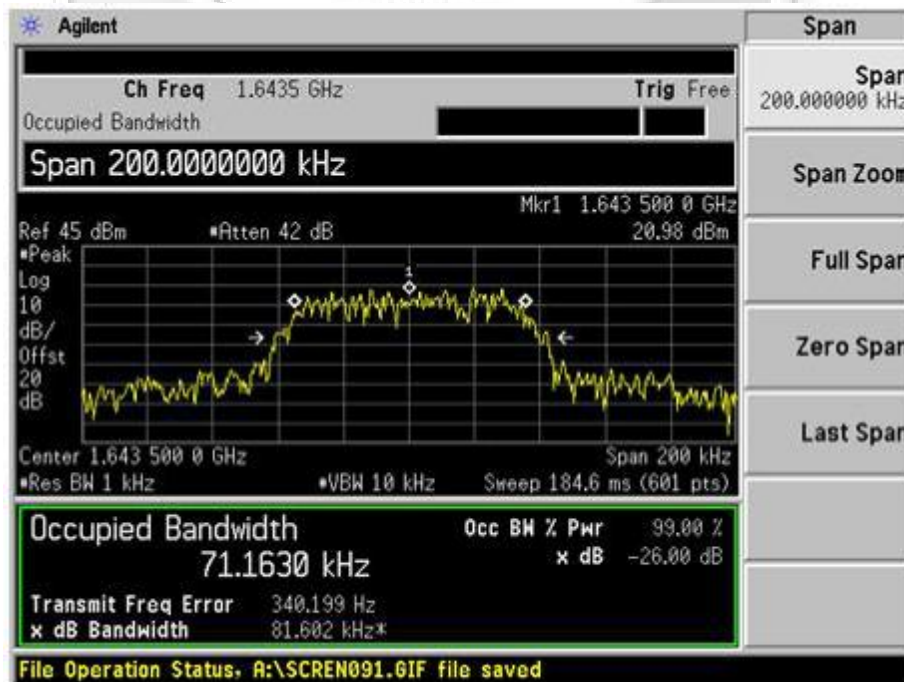 Agilent
Span
Ch Freq 1.6435 GHz Trig Free
Occupied Bandwidth
Span 200.0000000 kHz
Mkr1 1.643 500 0 GHz
Ref 45 dBm *Atten 42 dB 20.98 dBm
*Peak
Log
10
dB/
Offst
20
dB
1
Center 1.643 500 0 GHz Span 200 kHz
*Res BW 1 kHz *VBW 10 kHz Sweep 184.6 ms (601 pts)
Occupied Bandwidth Occ BW % Pwr 99.00 %
71.1630 kHz x dB -26.00 dB
Transmit Freq Error 340.199 Hz
x dB Bandwidth 81.602 kHz*
Span
200.000000 kHz
Span Zoom
Full Span
Zero Span
Last Span
File Operation Status, A:\SCREN091.GIF file saved